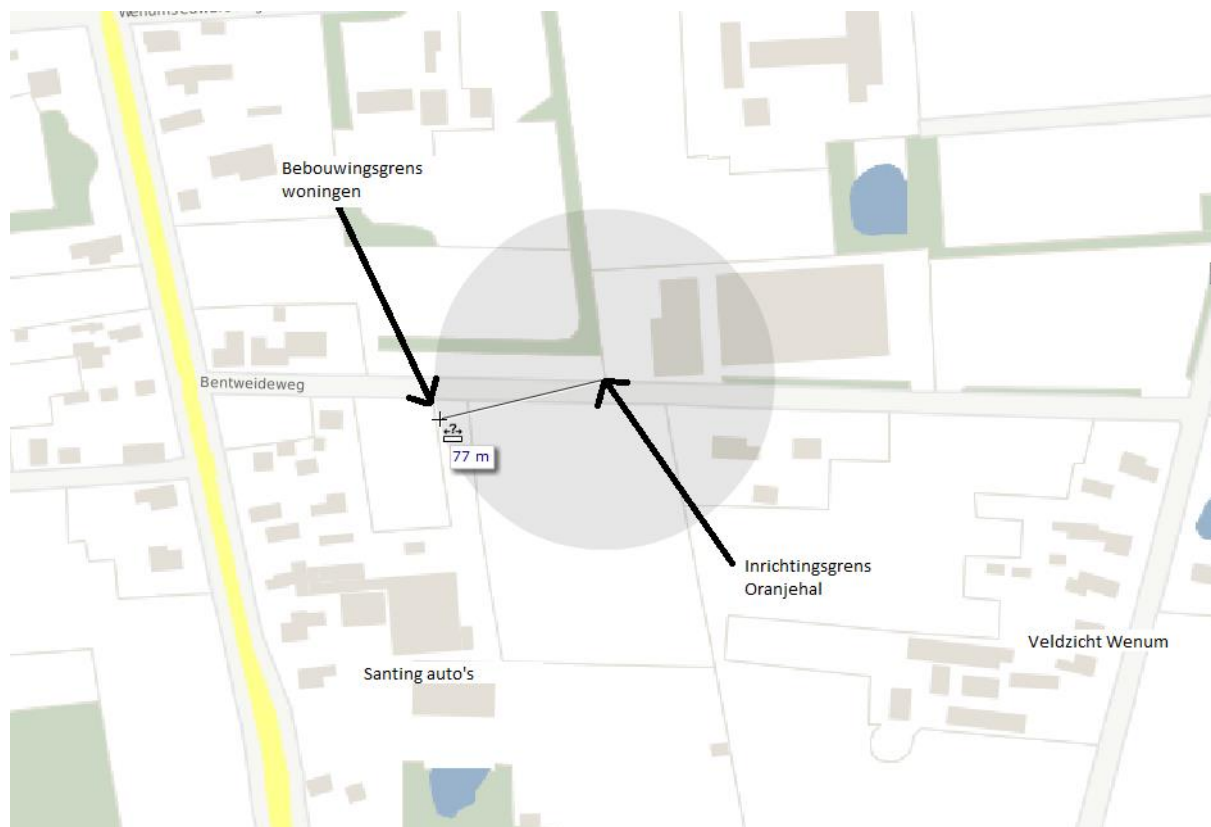 Bebouwingsgrens
woningen
Bentweideweg
77 m
Inrichtingsgrens
Oranjehal
Veldzicht Wenum
Santing auto's